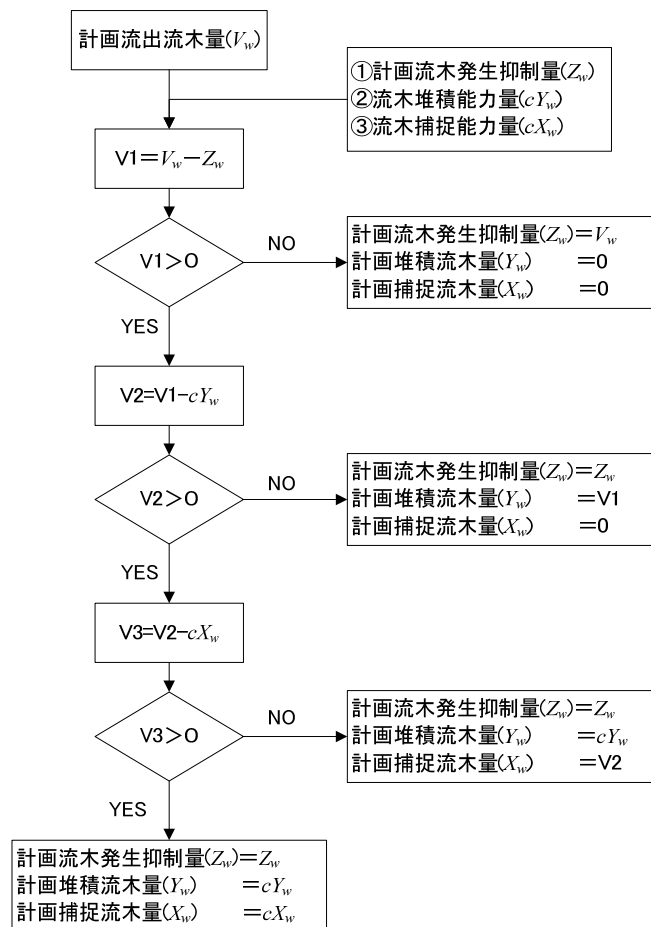 計画流出流木量(Vw)
①計画流木発生抑制量(Zw)
②流木堆積能力量(cYw)
③流木捕捉能力量(cXw)
V1＝Vw－Zw
V1＞0
NO
計画流木発生抑制量(Zw)＝Vw
計画堆積流木量(Yw) ＝0
計画捕捉流木量(Xw) ＝0
YES
V2=V1-cYw
V2＞0
NO
計画流木発生抑制量(Zw)＝Zw
計画堆積流木量(Yw) ＝V1
計画捕捉流木量(Xw) ＝0
YES
V3=V2-cXw
V3＞0
NO
計画流木発生抑制量(Zw)＝Zw
計画堆積流木量(Yw) ＝cYw
計画捕捉流木量(Xw) ＝V2
YES
計画流木発生抑制量(Zw)＝Zw
計画堆積流木量(Yw) ＝cYw
計画捕捉流木量(Xw) ＝cXw